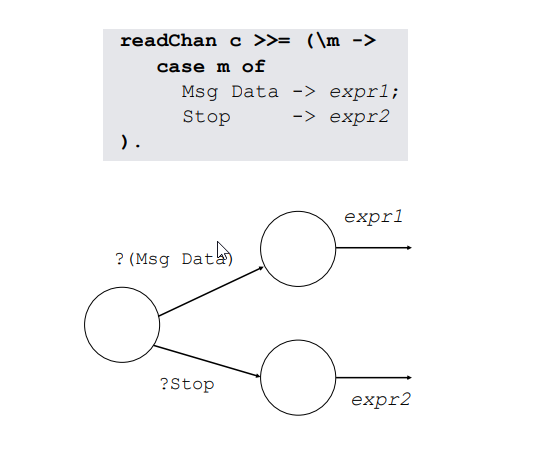 readChan c >>= (\m ->
case m of
Msg Data -> expr1;
Stop -> expr2
).
expr1
?(Msg Data)
?Stop
expr2